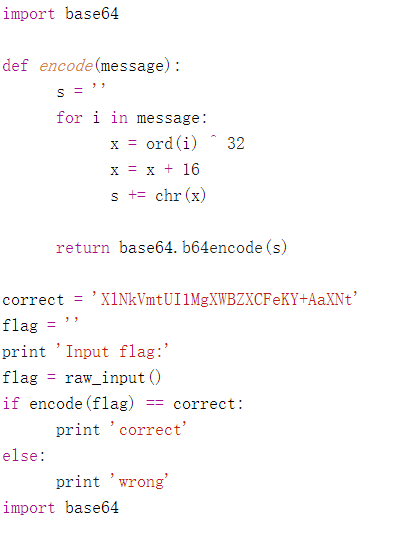 import base64
def encode(message):
s = ''
for i in message:
x = ord(i) ^ 32
x = x + 16
s += chr(x)
return base64.b64encode(s)
correct = 'XlNkVmtUI1MgXWBZXCFeKY+AaXNt'
flag = ''
print 'Input flag:'
flag = raw_input()
if encode(flag) == correct:
print 'correct'
else:
print 'wrong'
import base64